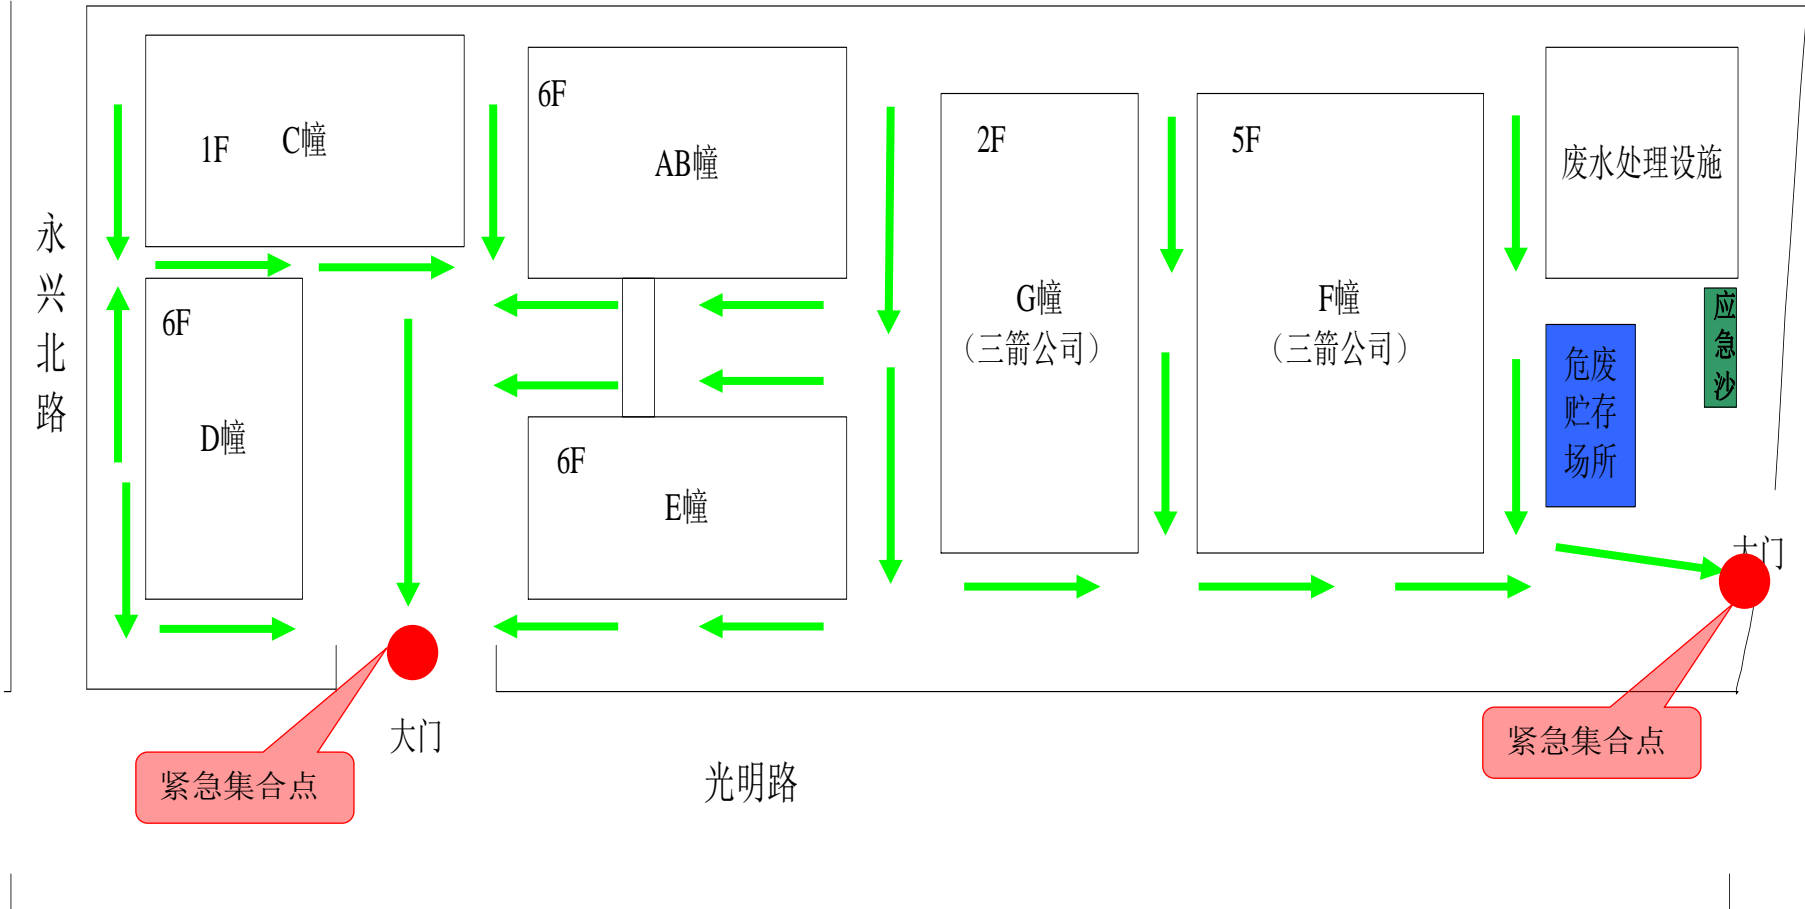 6F
1F
C幢
AB幢
2F
5F
废水处理设施
永
兴
北
路
6F
D幢
G幢
（三箭公司）
F幢
（三箭公司）
应
急
沙
危废
贮存
场所
6F
E幢
大门
大门
紧急集合点
紧急集合点
光明路